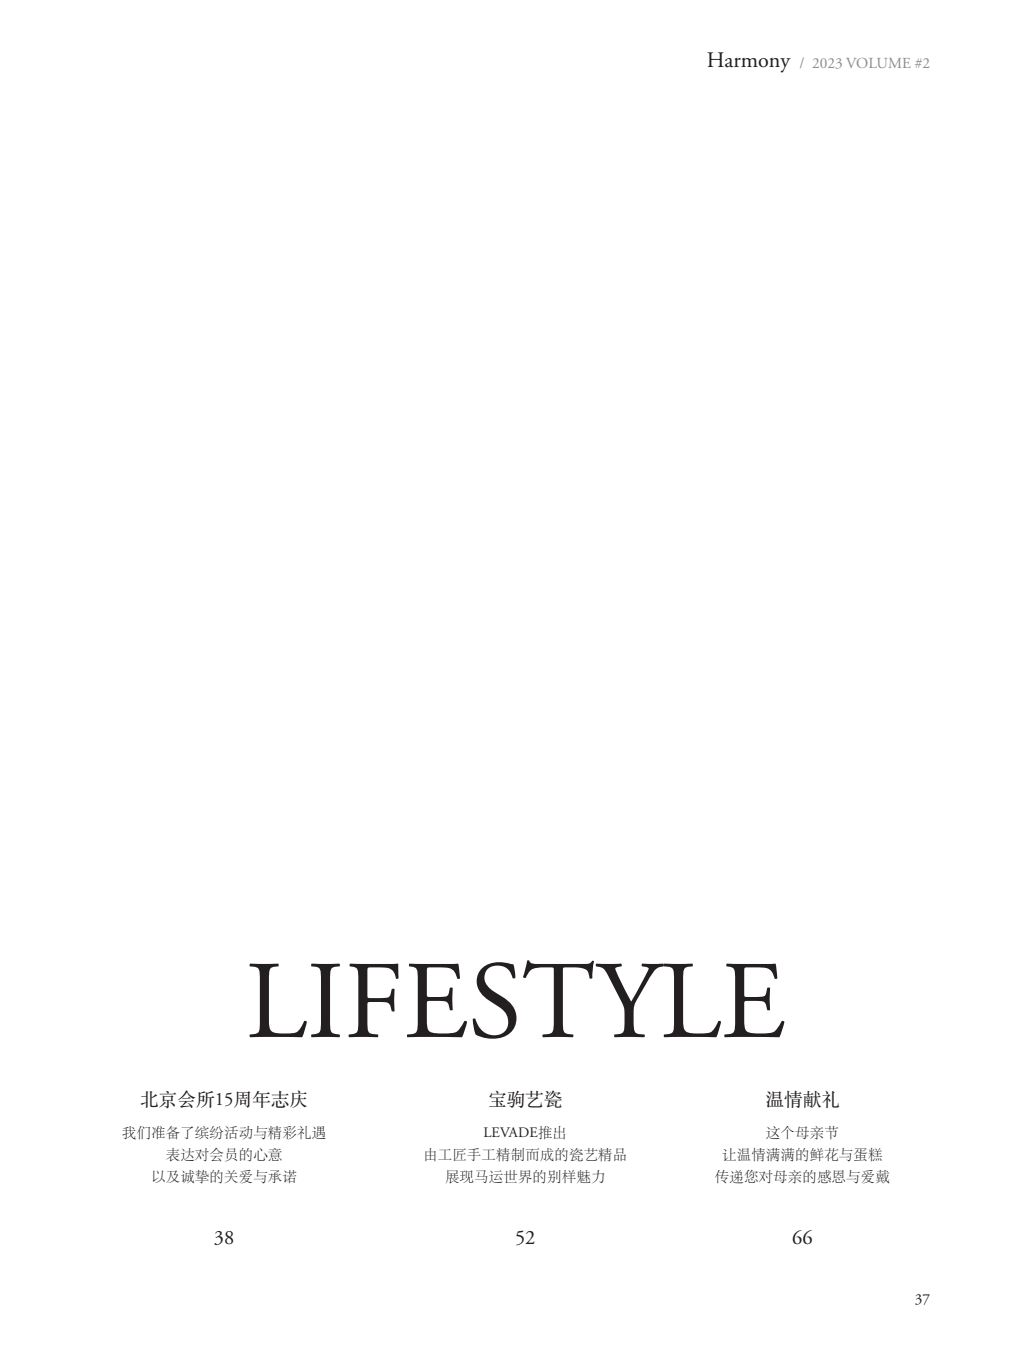 Harmony / 2023 VOLUME #2
LIFESTYLE
北京会所15周年志庆
我们准备了缤纷活动与精彩礼遇
表达对会员的心意
以及诚挚的关爱与承诺
38
宝驹艺瓷
LEVADE推出
由工匠手工精制而成的瓷艺精品
展现马运世界的别样魅力
52
温情献礼
这个母亲节
让温情满满的鲜花与蛋糕
传递您对母亲的感恩与爱戴
66
37